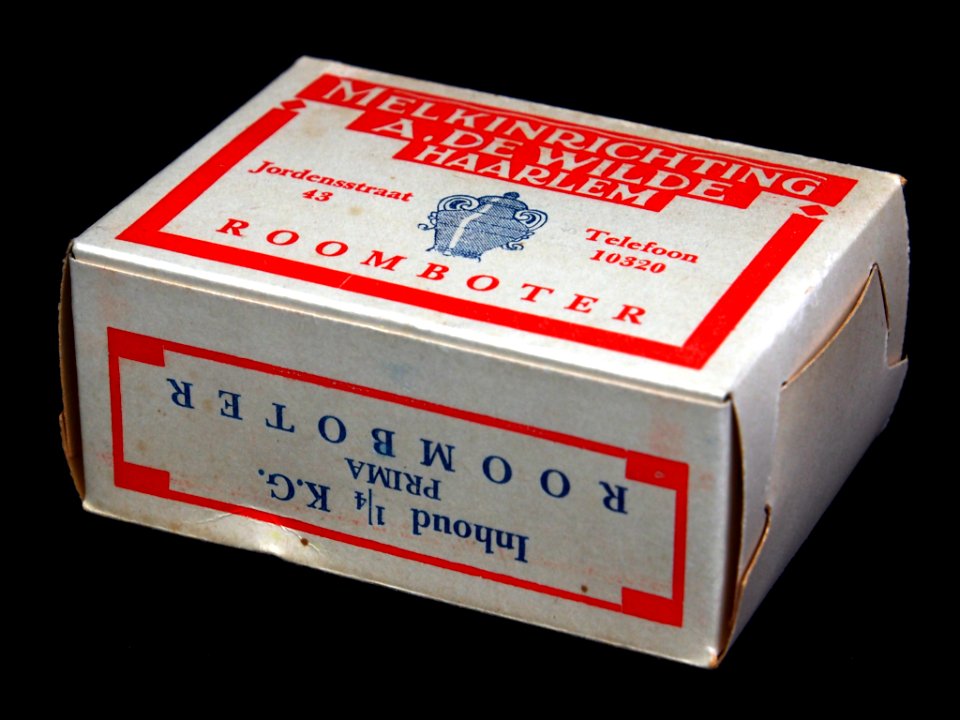 MELKINRICHTING
A. DE WILDE
HAARLEM
Jordensstraat
43
Telefoon
10320
ROOMBOTER
Inhoud 1/4 K.G.
PRIMA
ROOMBOTER